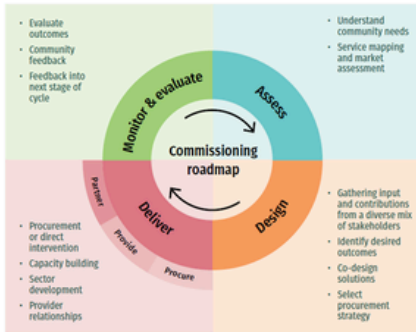 • Evaluate
outcomes
• Community
feedback
• Feedback into
next stage of
cycle
• Understand
community needs
• Service mapping
and market
assessment
Monitor & evaluate
Assess
Commissioning
roadmap
Deliver
Design
Partner
Provide
Procure
• Procurement
or direct
intervention
• Capacity building
• Sector
development
• Provider
relationships
• Gathering input
and contributions
from a diverse mix
of stakeholders
• Identify desired
outcomes
• Co-design
solutions
• Select
procurement
strategy